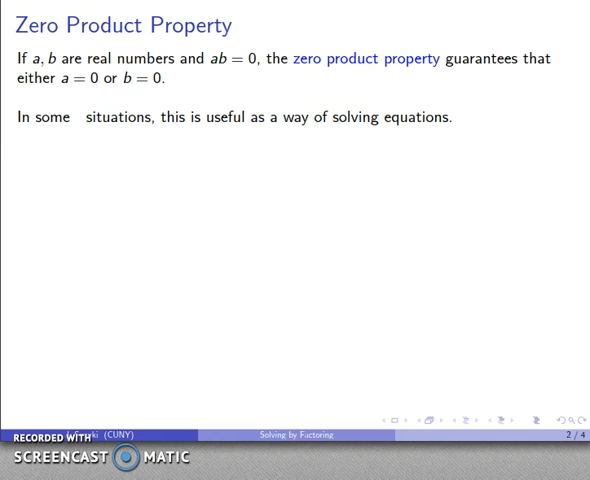 Zero Product Property
If a, b are real numbers and ab = 0, the zero product property guarantees that
either a = 0 or b = 0.
In some situations, this is useful as a way of solving equations.
(CUNY)
Solving by Factoring
2 / 4
RECORDED WITH
SCREENCAST MATIC